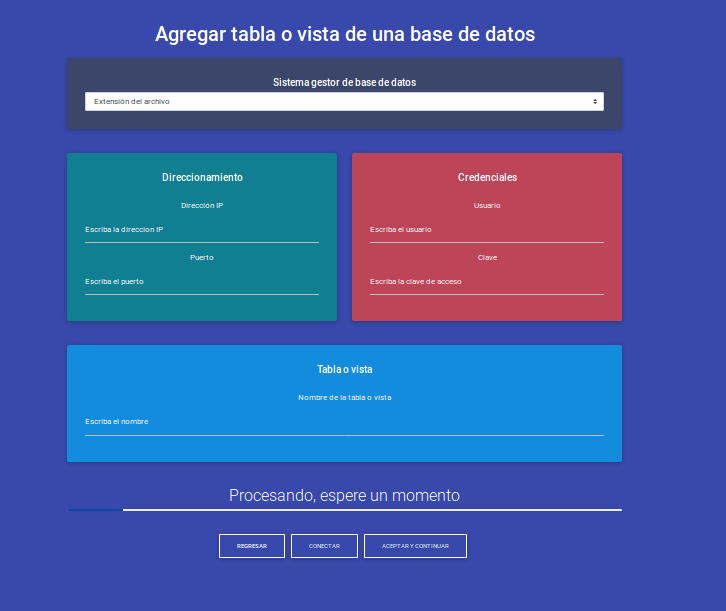 Agregar tabla o vista de una base de datos
Sistema gestor de base de datos
Extensión del archivo
Direccionamiento
Dirección IP
Escriba la direccion IP
Puerto
Escriba el puerto
Credenciales
Usuario
Escriba el usuario
Clave
Escriba la clave de acceso
Tabla o vista
Nombre de la tabla o vista
Escriba el nombre
Procesando, espere un momento
REGRESAR
CONECTAR
ACEPTAR Y CONTINUAR